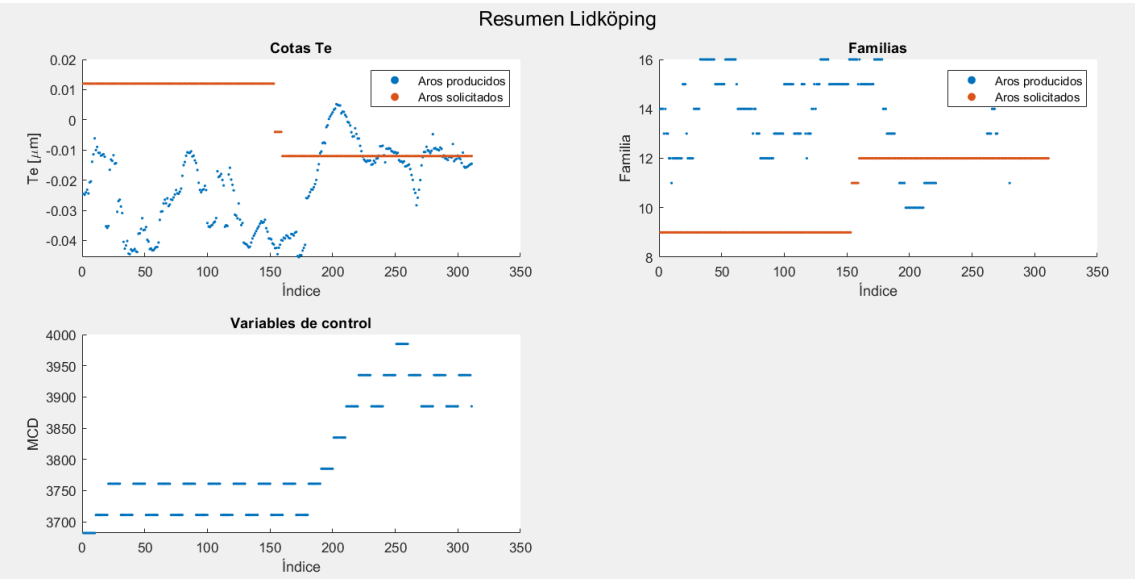 Resumen Lidköping
Cotas Te
0.02
0.01
0
-0.01
-0.02
-0.03
-0.04
Te [μm]
0 50 100 150 200 250 300 350
Índice
Aros producidos
Aros solicitados
Familias
16
14
12
10
8
Familia
0 50 100 150 200 250 300 350
Índice
Aros producidos
Aros solicitados
Variables de control
4000
3950
3900
3850
3800
3750
3700
MCD
0 50 100 150 200 250 300 350
Índice